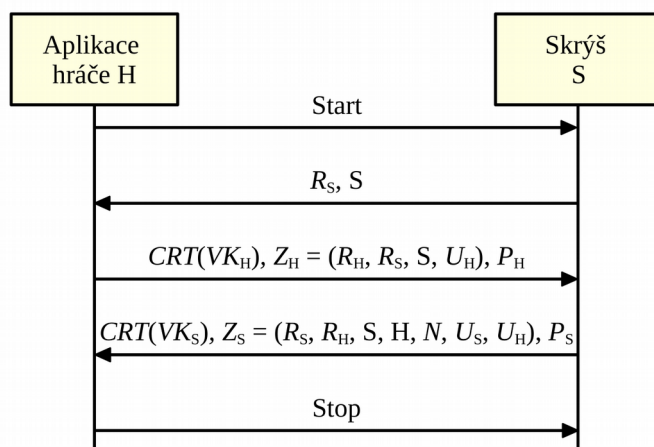 Aplikace
hráče H
Skrýš
S
Start
R_S, S
CRT(VK_H), Z_H = (R_H, R_S, S, U_H), P_H
CRT(VK_S), Z_S = (R_S, R_H, S, H, N, U_S, U_H), P_S
Stop